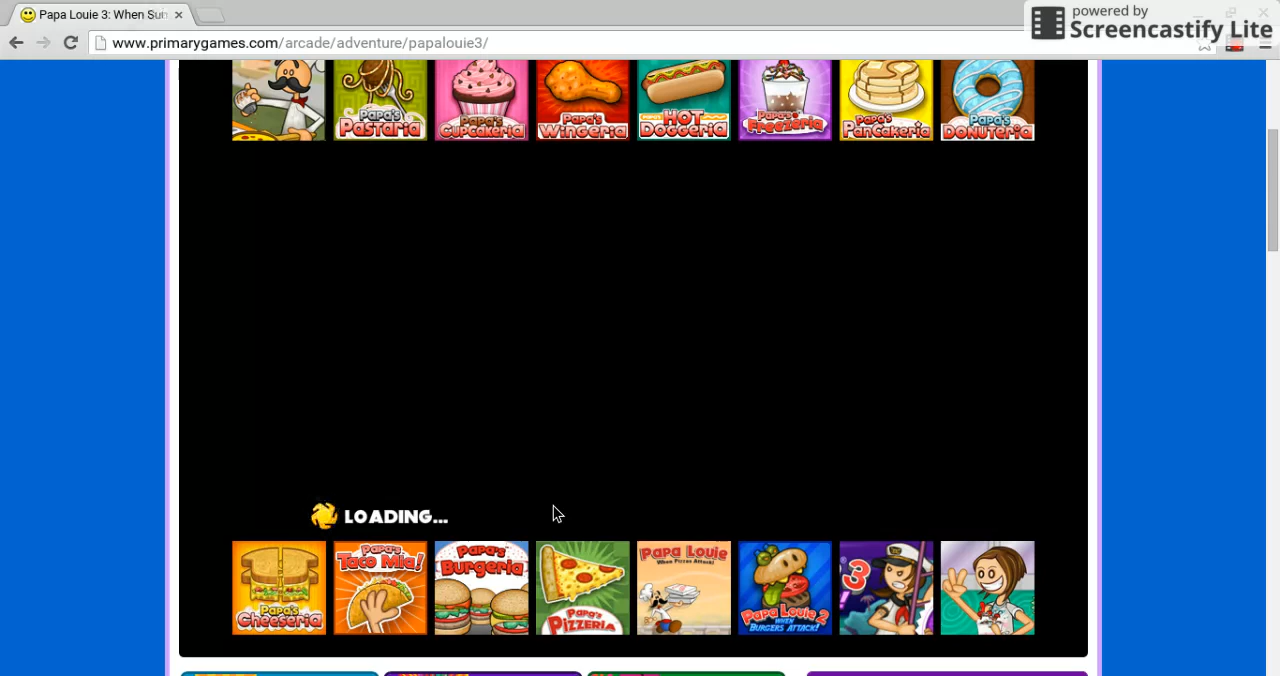 Papa Louie 3: When Sun
powered by
Screencastify Lite
www.primarygames.com/arcade/adventure/papalouie3/
Papa's Pastaria
Papa's Cupcakeria
Papa's Wingeria
Papa's Hot Doggeria
Papa's Freezeria
Papa's Pancakeria
Papa's Donuteria
LOADING...
Papa's Cheeseria
Papa's Taco Mia!
Papa's Burgeria
Papa's Pizzeria
Papa Louie
When Pizzas Attack!
Papa Louie 2
When Burgers Attack!
3